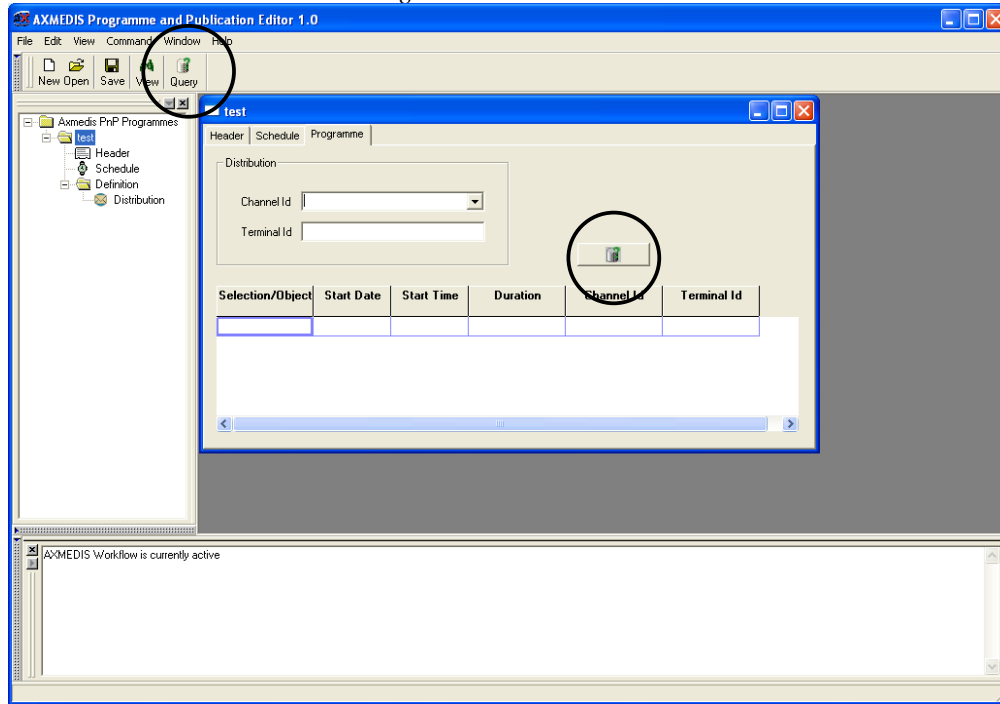 AXMEDIS Programme and Publication Editor 1.0
File Edit View Command Window Help
New Open Save View Query
Axmedis PnP Programmes
test
Header
Schedule
Definition
Distribution
test
Header Schedule Programme
Distribution
Channel Id
Terminal Id
Selection/Object Start Date Start Time Duration Channel Id Terminal Id
AXMEDIS Workflow is currently active